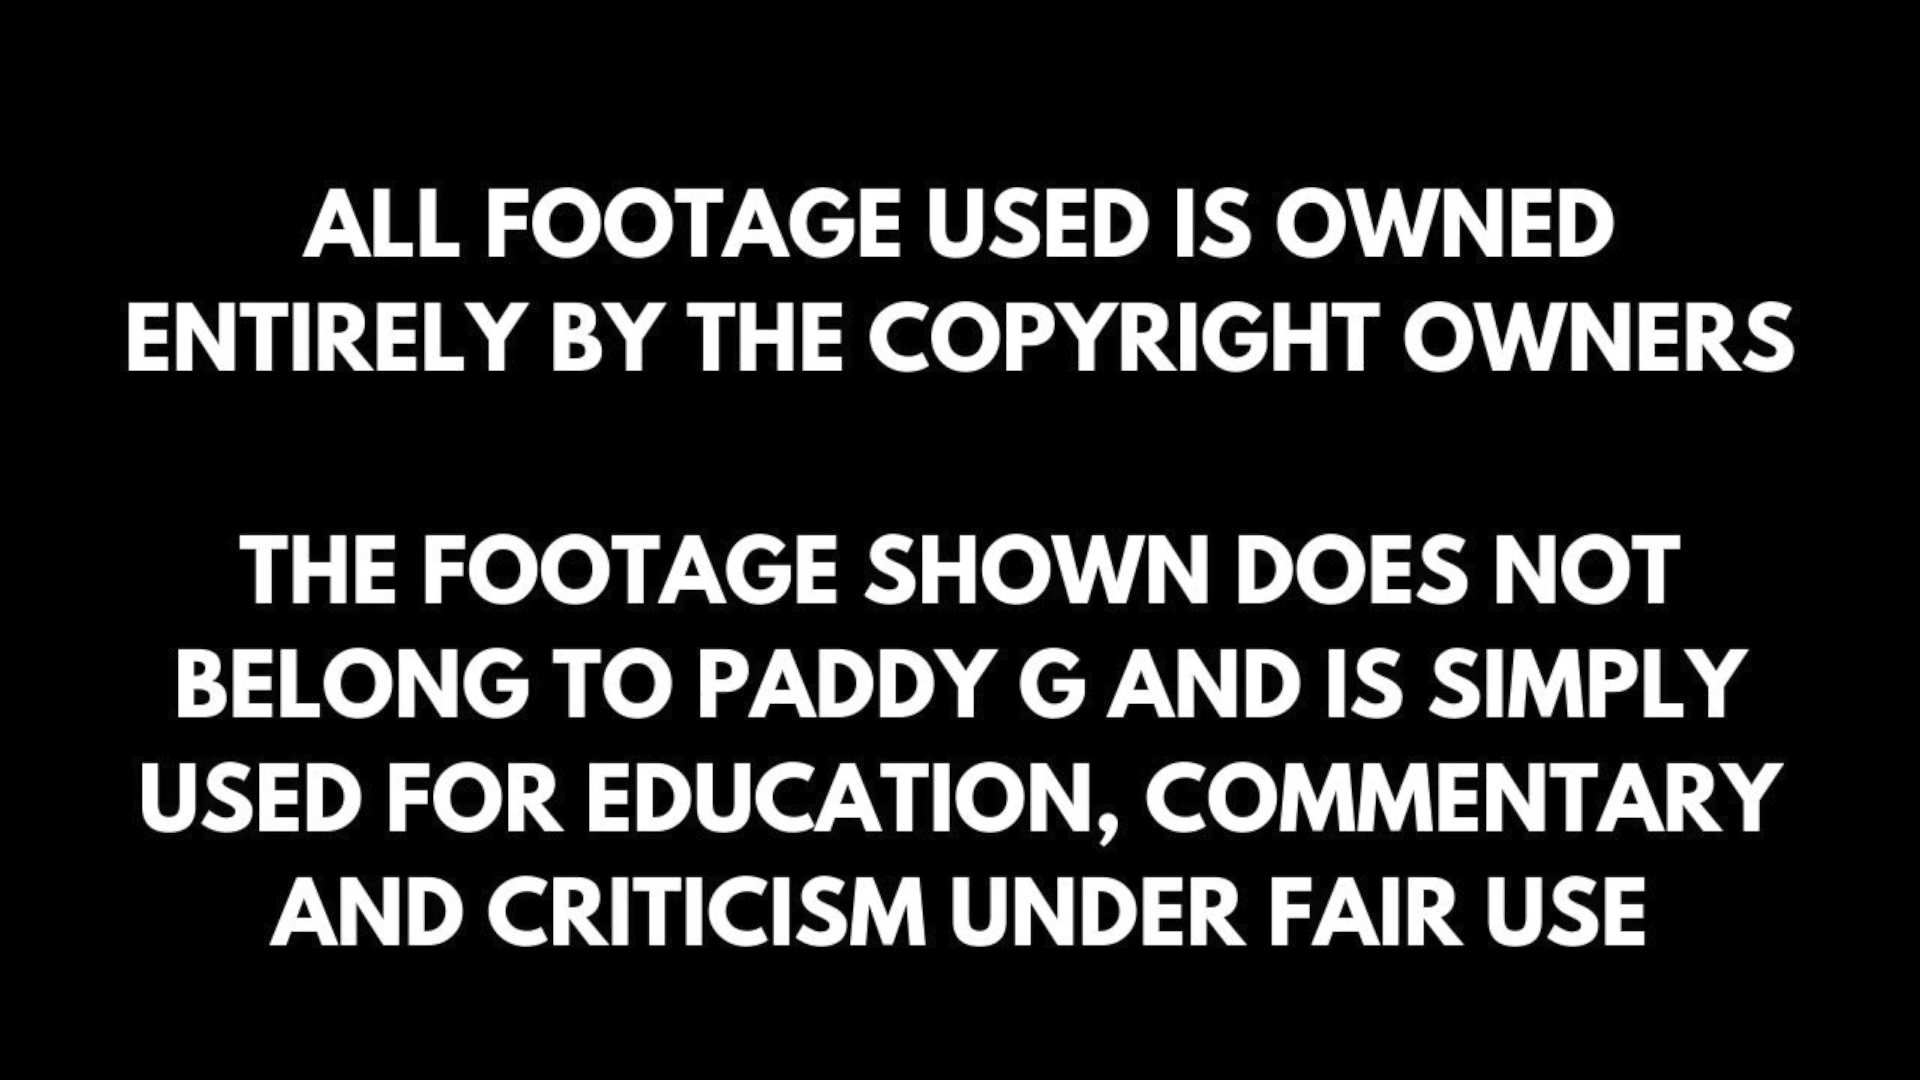 ALL FOOTAGE USED IS OWNED
ENTIRELY BY THE COPYRIGHT OWNERS
THE FOOTAGE SHOWN DOES NOT
BELONG TO PADDY G AND IS SIMPLY
USED FOR EDUCATION, COMMENTARY
AND CRITICISM UNDER FAIR USE